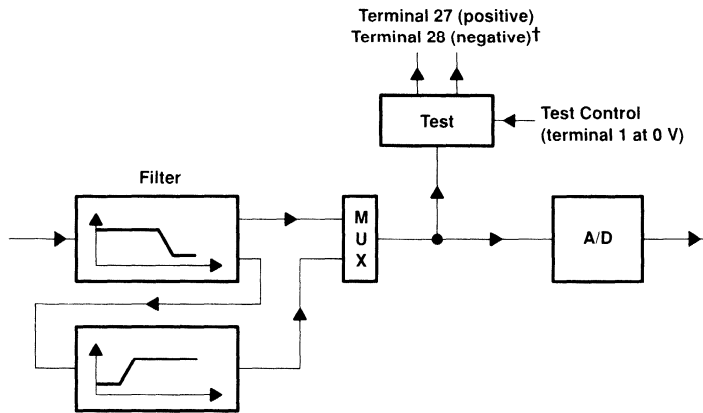 Terminal 27 (positive)
Terminal 28 (negative)†
Test
Test Control
(terminal 1 at 0 V)
Filter
M
U
X
A/D